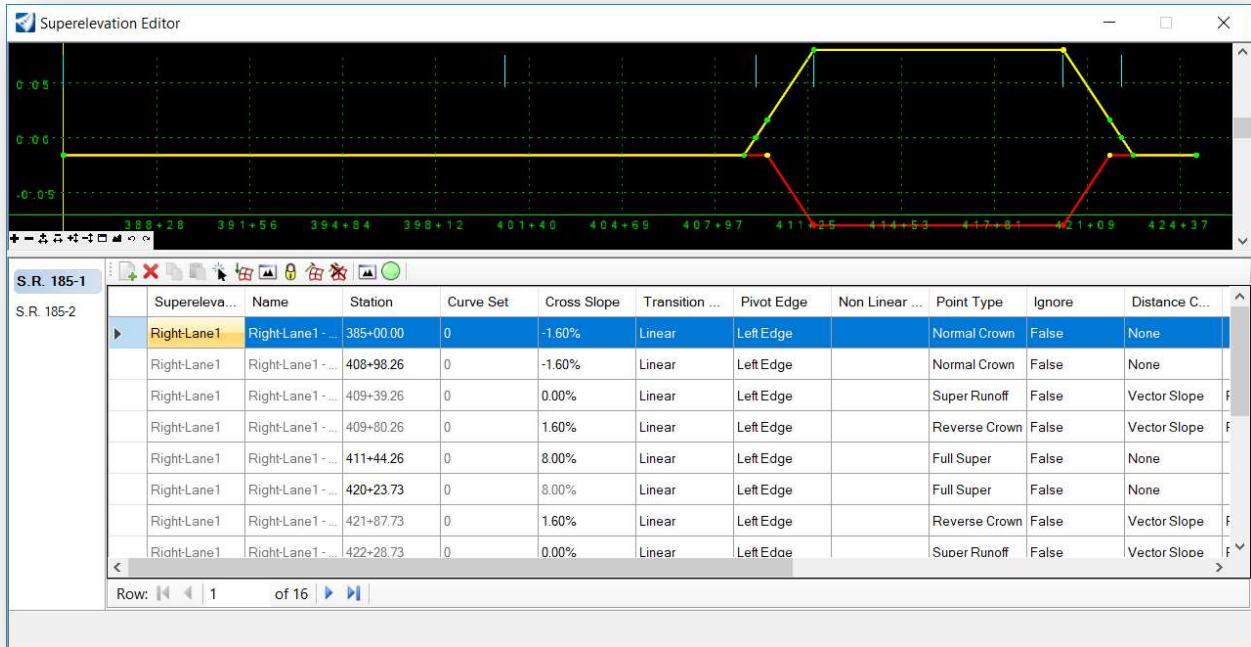 Superelevation Editor
0.05
0.00
-0.05
388+28 391+56 394+84 398+12 401+40 404+69 407+97 411+25 414+53 417+81 421+09 424+37
S.R. 185-1
S.R. 185-2
Supereleva... Name Station Curve Set Cross Slope Transition ... Pivot Edge Non Linear ... Point Type Ignore Distance C...
Right-Lane1 Right-Lane1 - ... 385+00.00 0 -1.60% Linear Left Edge Normal Crown False None
Right-Lane1 Right-Lane1 - ... 408+98.26 0 -1.60% Linear Left Edge Normal Crown False None
Right-Lane1 Right-Lane1 - ... 409+39.26 0 0.00% Linear Left Edge Super Runoff False Vector Slope
Right-Lane1 Right-Lane1 - ... 409+80.26 0 1.60% Linear Left Edge Reverse Crown False Vector Slope
Right-Lane1 Right-Lane1 - ... 411+44.26 0 8.00% Linear Left Edge Full Super False None
Right-Lane1 Right-Lane1 - ... 420+23.73 0 8.00% Linear Left Edge Full Super False None
Right-Lane1 Right-Lane1 - ... 421+87.73 0 1.60% Linear Left Edge Reverse Crown False Vector Slope
Right-Lane1 Right-Lane1 - ... 422+28.73 0 0.00% Linear Left Edge Super Runoff False Vector Slope
Row: 1 of 16